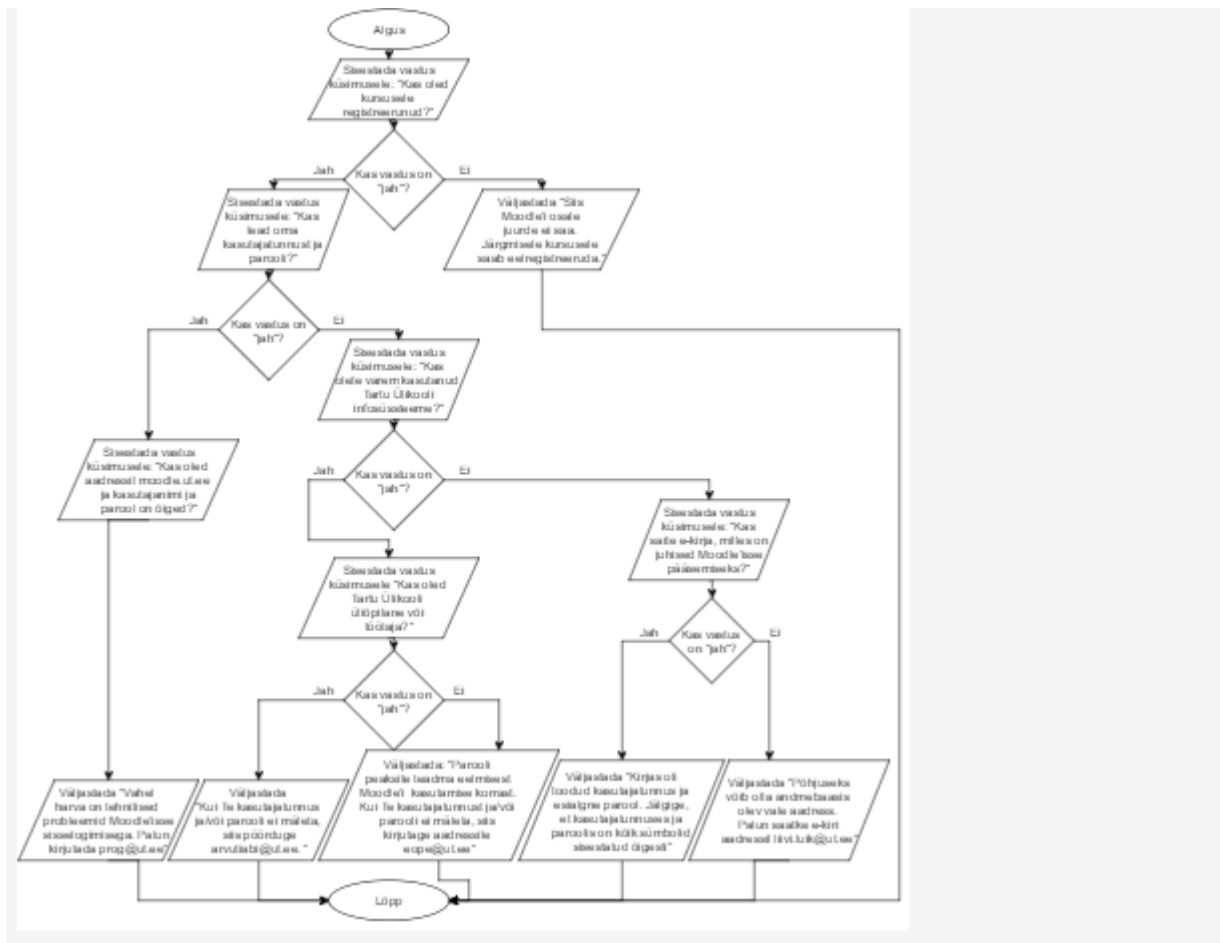 Algus
Sisestada vastus
küsimusele: "Kas oled
kursusele
registreerunud?"
Jah
Kas vastus on
"jah"?
Ei
Sisestada vastus
küsimusele: "Kas
tead oma
kasutajatunnust ja
parooli?"
Väljastada "Siis
Moodle'i osale
juurde ei saa.
Järgmisele kursusele
saab eelregistreeruda."
Jah
Kas vastus on
"jah"?
Ei
Sisestada vastus
küsimusele: "Kas
olete varem kasutanud
Tartu Ülikooli
infosüsteeme?"
Sisestada vastus
küsimusele: "Kas oled
aadressil moodle.ut.ee
ja kasutajanimi ja
parool on õiged?"
Jah
Kas vastus on
"jah"?
Ei
Sisestada vastus
küsimusele: "Kas
saite e-kirja, milles on
juhised Moodle'isse
pääsemiseks?"
Sisestada vastus
küsimusele "Kas oled
Tartu Ülikooli
üliõpilane või
töötaja?"
Jah
Kas vastus
on "jah"?
Ei
Jah
Kas vastus on
"jah"?
Ei
Väljastada "Vahel
harva on tehnilised
probleemid Moodle'isse
sisselogimisega. Palun
kirjutada prog@ut.ee?
Väljastada
"Kui Te kasutajatunnus
ja/või parooli ei mäleta,
siis pöörduge
arvutiabi@ut.ee. "
Väljastada: "Parooli
peaksite teadma eelmisest
Moodle'i kasutamise korrast.
Kui Te kasutajatunnust ja/või
parooli ei mäleta, siis
kirjutage aadressile
eope@ut.ee"
Väljastada "Kirjas oli
toodud kasutajatunnus ja
esialgne parool. Jälgige,
et kasutajatunnuses ja
paroolis on kõik sümbolid
sisestatud õigesti"
Väljastada "Põhjuseks
võib olla andmebaasis
olev vale aadress.
Palun saatke e-kiri
aadressil liivi.luik@ut.ee"
Lõpp